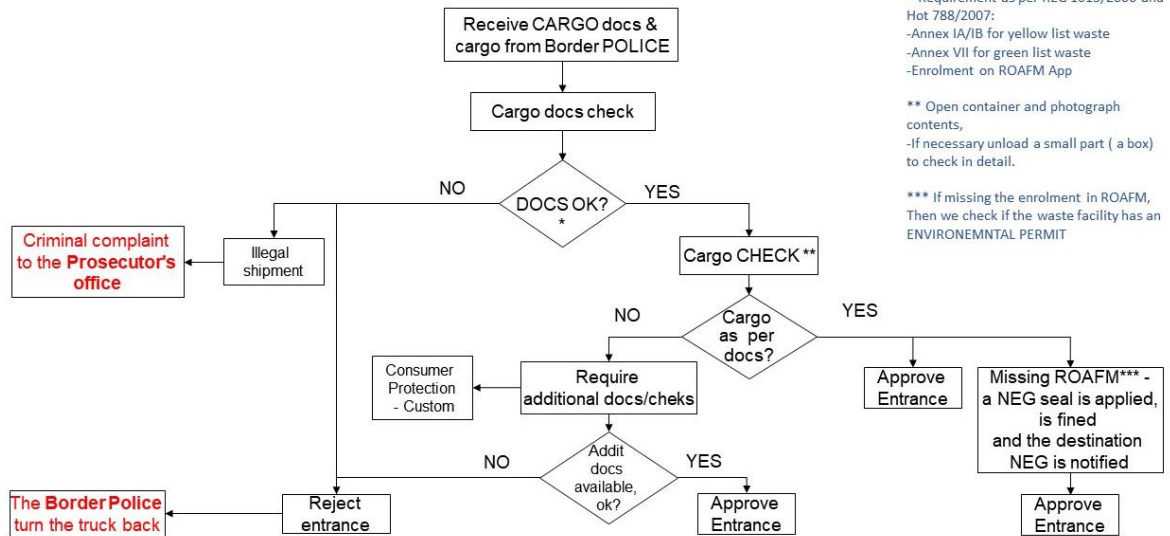 Receive CARGO docs &
cargo from Border POLICE
Cargo docs check
DOCS OK?
*
NO
YES
Illegal
shipment
Criminal complaint
to the Prosecutor's
office
Cargo CHECK **
Cargo
as per
docs?
NO
YES
Require
additional docs/cheks
Consumer
Protection
- Custom
Approve
Entrance
Missing ROAFM*** -
a NEG seal is applied,
is fined
and the destination
NEG is notified
Addit
docs
available,
ok?
NO
YES
Reject
entrance
The Border Police
turn the truck back
Approve
Entrance
Approve
Entrance
Hot 788/2007:
-Annex IA/IB for yellow list waste
-Annex VII for green list waste
-Enrolment on ROAFM App
** Open container and photograph
contents,
-If necessary unload a small part ( a box)
to check in detail.
*** If missing the enrolment in ROAFM,
Then we check if the waste facility has an
ENVIRONEMNTAL PERMIT